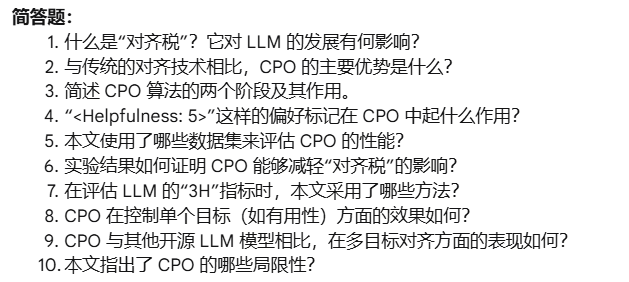 简答题：
1. 什么是“对齐税”？它对 LLM 的发展有何影响？
2. 与传统的对齐技术相比，CPO 的主要优势是什么？
3. 简述 CPO 算法的两个阶段及其作用。
4. “<Helpfulness: 5>”这样的偏好标记在 CPO 中起什么作用？
5. 本文使用了哪些数据集来评估 CPO 的性能？
6. 实验结果如何证明 CPO 能够减轻“对齐税”的影响？
7. 在评估 LLM 的“3H”指标时，本文采用了哪些方法？
8. CPO 在控制单个目标（如有用性）方面的效果如何？
9. CPO 与其他开源 LLM 模型相比，在多目标对齐方面的表现如何？
10. 本文指出了 CPO 的哪些局限性？